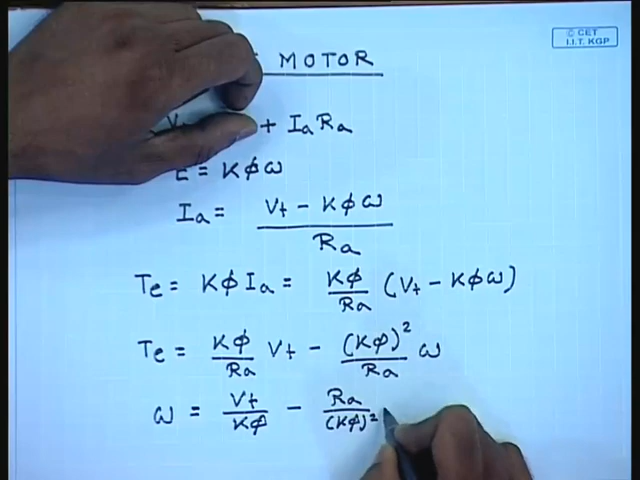 © CET
I.I.T. KGP
MOTOR
+ IaRa
E = Kϕω
Ia = (Vt − Kϕω) / Ra
Te = KϕIa = Kϕ/Ra (Vt − Kϕω)
Te = Kϕ/Ra Vt − (Kϕ)²/Ra ω
ω = Vt/Kϕ − Ra/(Kϕ)²